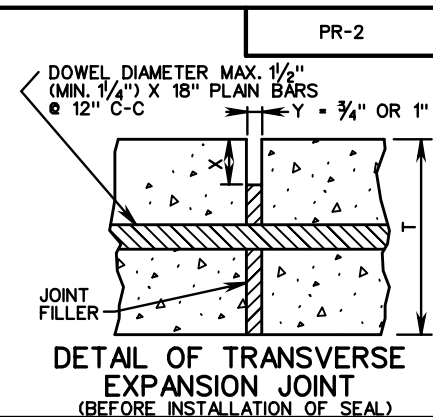 PR-2
DOWEL DIAMETER MAX. 1½"
(MIN. 1¼") X 18" PLAIN BARS
@ 12" C-C
Y = ¾" OR 1"
X
T
JOINT
FILLER
DETAIL OF TRANSVERSE
EXPANSION JOINT
(BEFORE INSTALLATION OF SEAL)